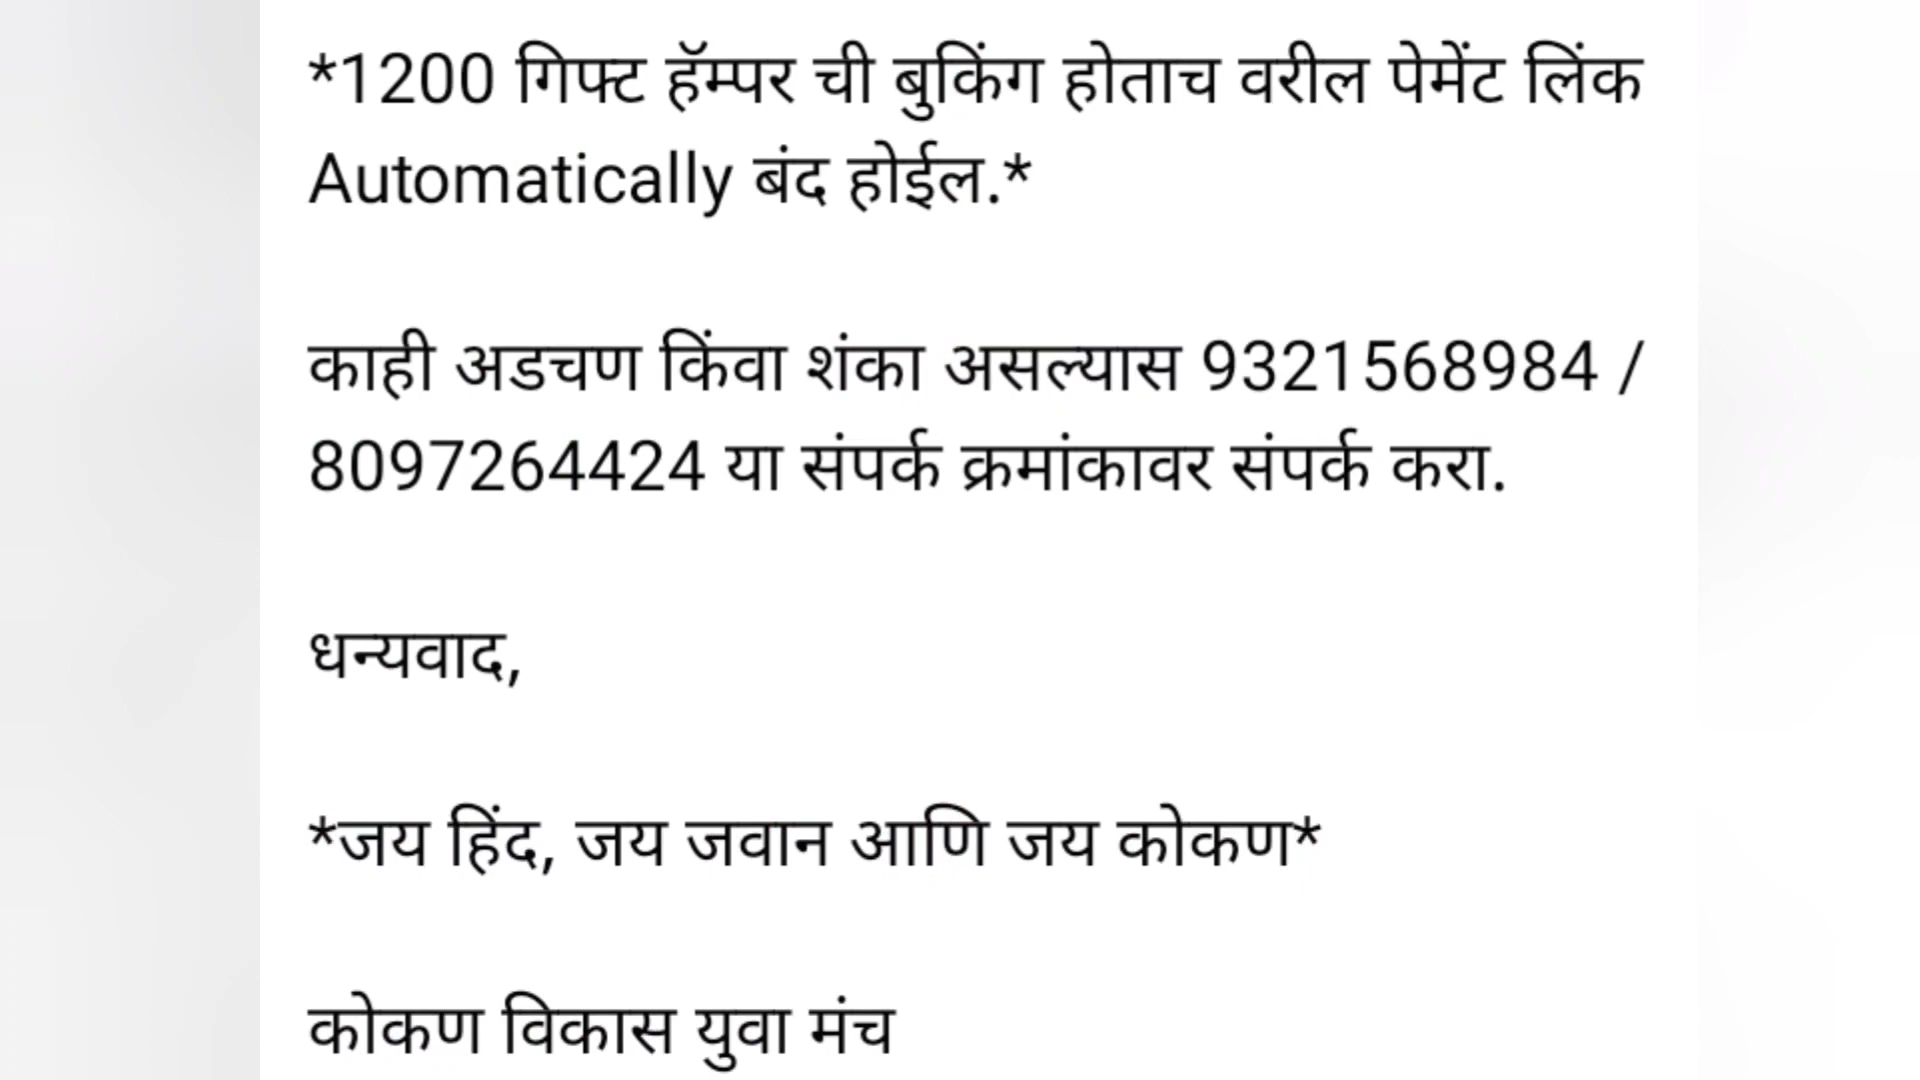 *1200 गिफ्ट हॅम्पर ची बुकिंग होताच वरील पेमेंट लिंक
Automatically बंद होईल.*
काही अडचण किंवा शंका असल्यास 9321568984 /
8097264424 या संपर्क क्रमांकावर संपर्क करा.
धन्यवाद,
*जय हिंद, जय जवान आणि जय कोकण*
कोकण विकास युवा मंच